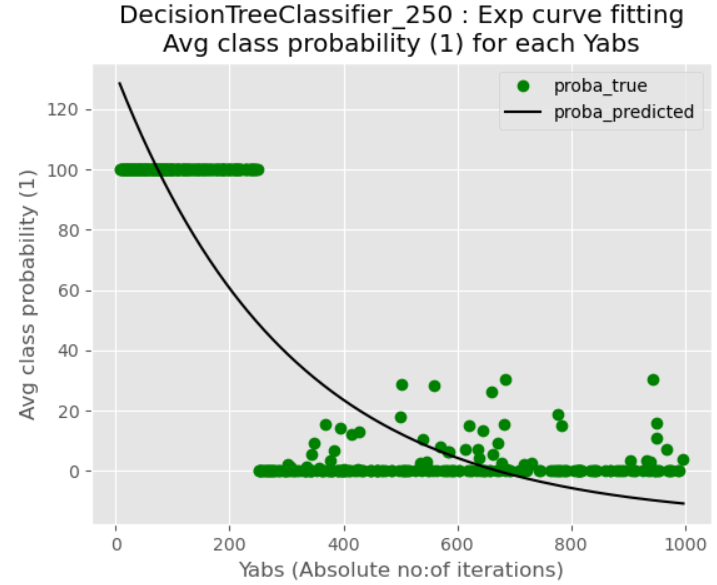 DecisionTreeClassifier_250 : Exp curve fitting
Avg class probability (1) for each Yabs
proba_true
proba_predicted
Avg class probability (1)
120
100
80
60
40
20
0
0 200 400 600 800 1000
Yabs (Absolute no:of iterations)